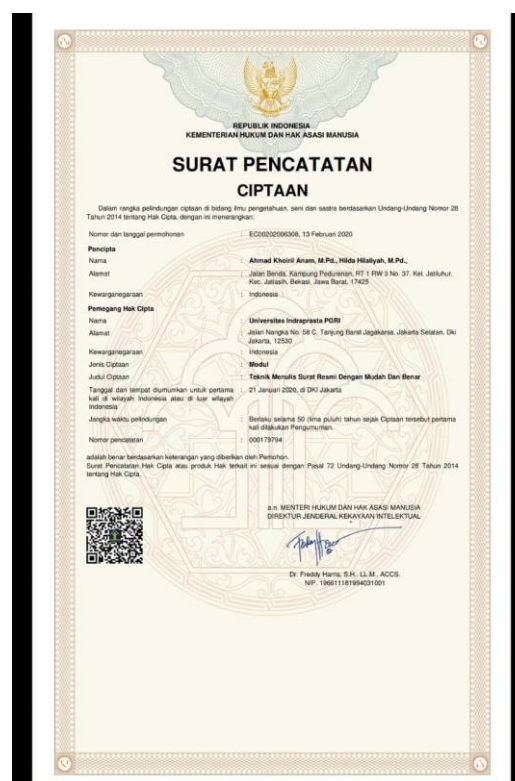 REPUBLIK INDONESIA
KEMENTERIAN HUKUM DAN HAK ASASI MANUSIA
SURAT PENCATATAN
CIPTAAN
Dalam rangka pelindungan ciptaan di bidang ilmu pengetahuan, seni dan sastra berdasarkan Undang-Undang Nomor 28
Tahun 2014 tentang Hak Cipta, dengan ini menerangkan:
Nomor dan tanggal permohonan : EC00202006308, 13 Februari 2020
Pencipta
Nama : Ahmad Khoiril Anam, M.Pd., Hilda Hilaliyah, M.Pd.,
Alamat : Jalan Benda, Kampung Pedurenan, RT 1 RW 3 No. 37, Kel. Jatiluhur,
Kec. Jatiasih, Bekasi, Jawa Barat, 17425
Kewarganegaraan : Indonesia
Pemegang Hak Cipta
Nama : Universitas Indraprasta PGRI
Alamat : Jalan Nangka No. 58 C. Tanjung Barat Jagakarsa, Jakarta Selatan, Dki
Jakarta, 12530
Kewarganegaraan : Indonesia
Jenis Ciptaan : Modul
Judul Ciptaan : Teknik Menulis Surat Resmi Dengan Mudah Dan Benar
Tanggal dan tempat diumumkan untuk pertama : 21 Januari 2020, di DKI Jakarta
kali di wilayah Indonesia atau di luar wilayah
Indonesia
Jangka waktu pelindungan : Berlaku selama 50 (lima puluh) tahun sejak Ciptaan tersebut pertama
kali dilakukan Pengumuman.
Nomor pencatatan : 000179794
adalah benar berdasarkan keterangan yang diberikan oleh Pemohon.
Surat Pencatatan Hak Cipta atau produk Hak terkait ini sesuai dengan Pasal 72 Undang-Undang Nomor 28 Tahun 2014
tentang Hak Cipta.
a.n. MENTERI HUKUM DAN HAK ASASI MANUSIA
DIREKTUR JENDERAL KEKAYAAN INTELEKTUAL
Dr. Freddy Harris, S.H., LL.M., ACCS.
NIP. 196611181994031001